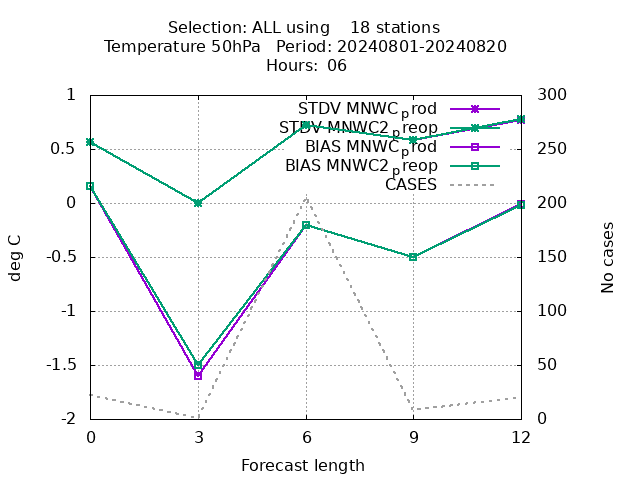 Selection: ALL using 18 stations
Temperature 50hPa Period: 20240801-20240820
Hours: 06
1
0.5
0
-0.5
-1
-1.5
-2
300
250
200
150
100
50
0
STDV MNWC_prod
STDV MNWC2_preop
BIAS MNWC_prod
BIAS MNWC2_preop
CASES
deg C
No cases
0 3 6 9 12
Forecast length